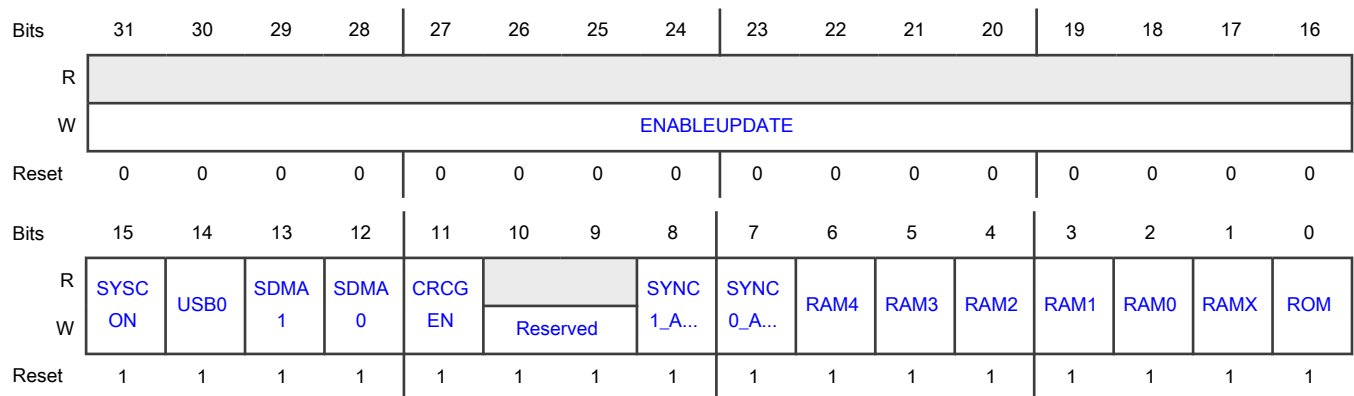 Bits 31 30 29 28 27 26 25 24 23 22 21 20 19 18 17 16
R
W ENABLEUPDATE
Reset 0 0 0 0 0 0 0 0 0 0 0 0 0 0 0 0
Bits 15 14 13 12 11 10 9 8 7 6 5 4 3 2 1 0
R SYSC SDMA SDMA CRCG SYNC SYNC
USB0 RAM4 RAM3 RAM2 RAM1 RAM0 RAMX ROM
W ON 1 0 EN Reserved 1_A... 0_A...
Reset 1 1 1 1 1 1 1 1 1 1 1 1 1 1 1 1